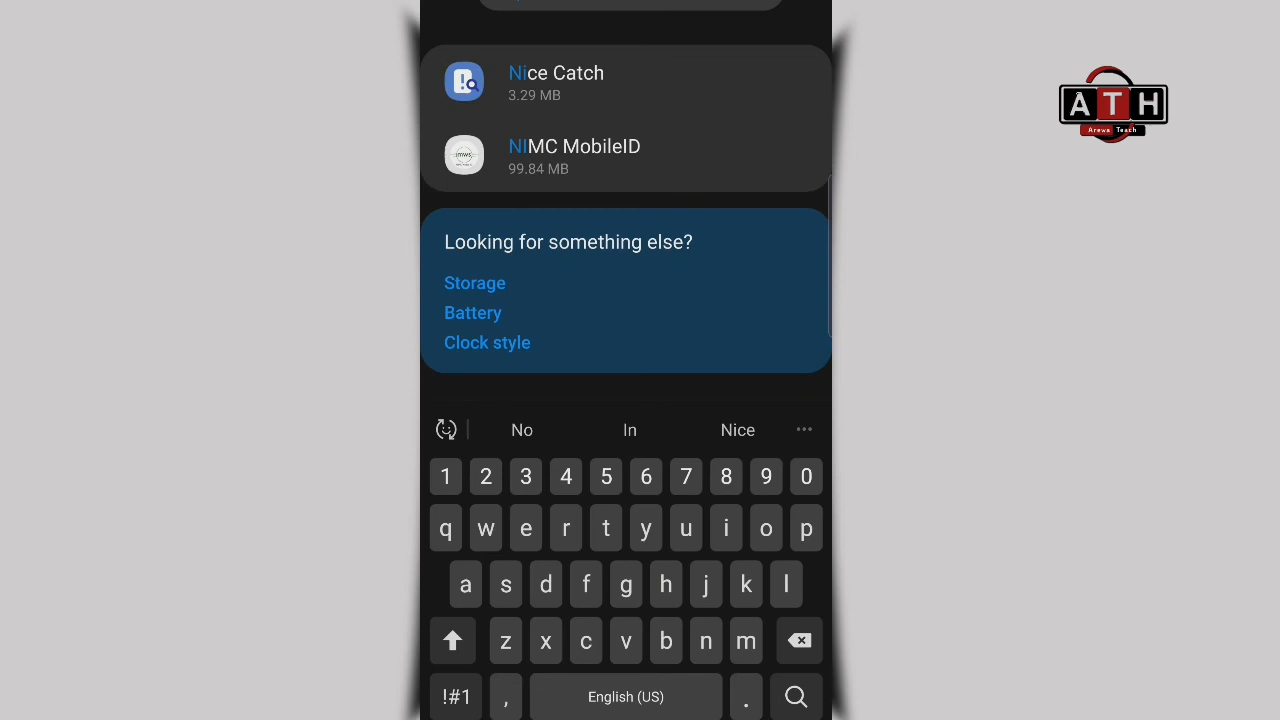 Nice Catch
3.29 MB
NIMC MobileID
99.84 MB
Looking for something else?
Storage
Battery
Clock style
No In Nice
1 2 3 4 5 6 7 8 9 0
q w e r t y u i o p
a s d f g h j k l
z x c v b n m
!#1 , English (US) .
A T H
Arewa Teach